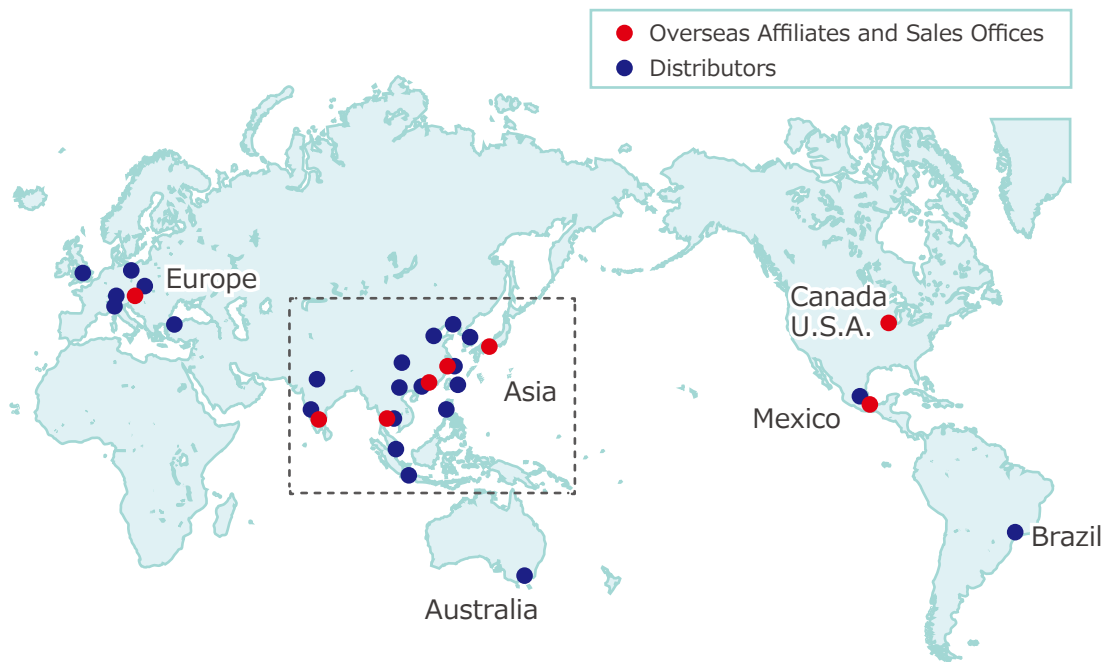 Overseas Affiliates and Sales Offices
Distributors
Europe
Canada
U.S.A.
Asia
Mexico
Brazil
Australia